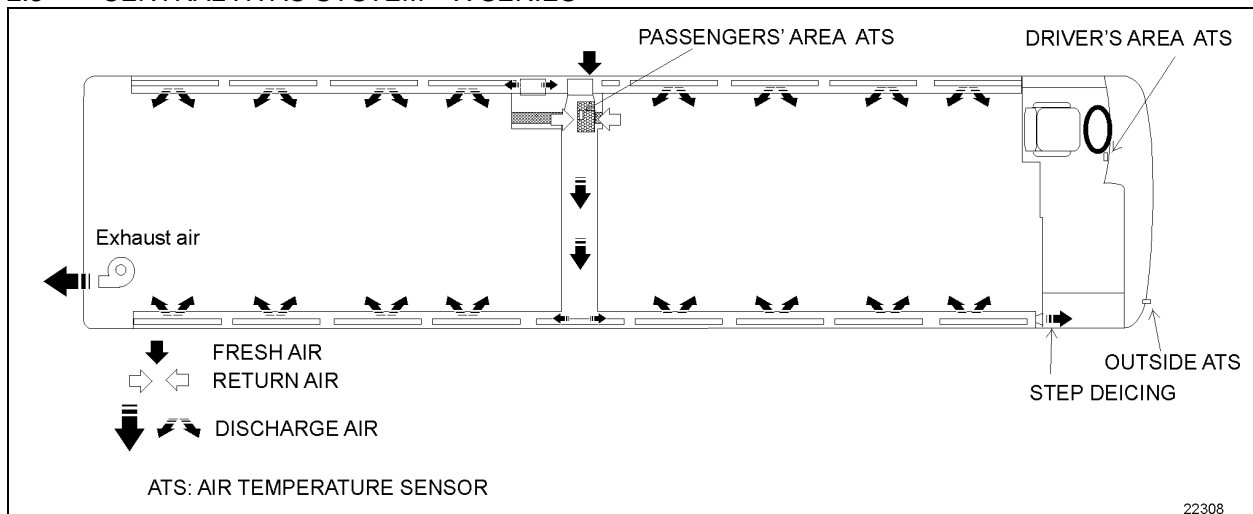 PASSENGERS' AREA ATS
DRIVER'S AREA ATS
Exhaust air
FRESH AIR
RETURN AIR
DISCHARGE AIR
OUTSIDE ATS
STEP DEICING
ATS: AIR TEMPERATURE SENSOR
22308